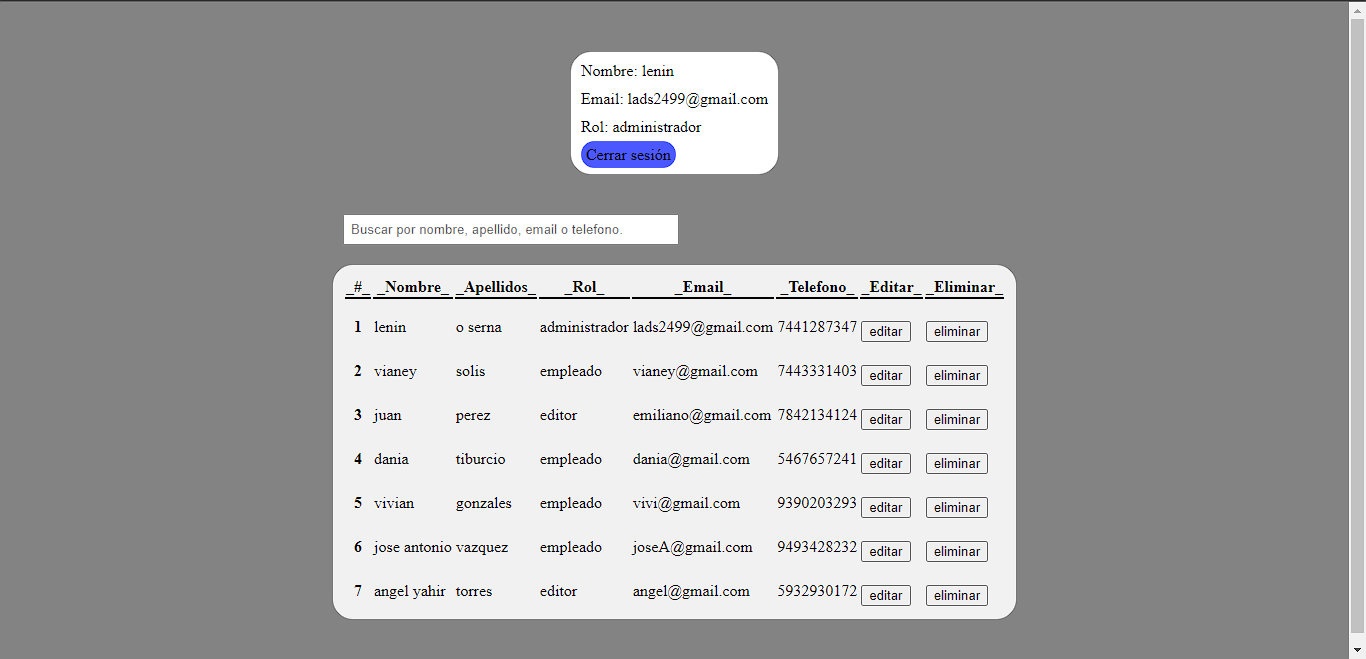 Nombre: lenin
Email: lads2499@gmail.com
Rol: administrador
Cerrar sesión
Buscar por nombre, apellido, email o telefono.
_#_ _Nombre_ _Apellidos_ _Rol_ _Email_ _Telefono_ _Editar_ _Eliminar_
1 lenin o serna administrador lads2499@gmail.com 7441287347 editar eliminar
2 vianey solis empleado vianey@gmail.com 7443331403 editar eliminar
3 juan perez editor emiliano@gmail.com 7842134124 editar eliminar
4 dania tiburcio empleado dania@gmail.com 5467657241 editar eliminar
5 vivian gonzales empleado vivi@gmail.com 9390203293 editar eliminar
6 jose antonio vazquez empleado joseA@gmail.com 9493428232 editar eliminar
7 angel yahir torres editor angel@gmail.com 5932930172 editar eliminar